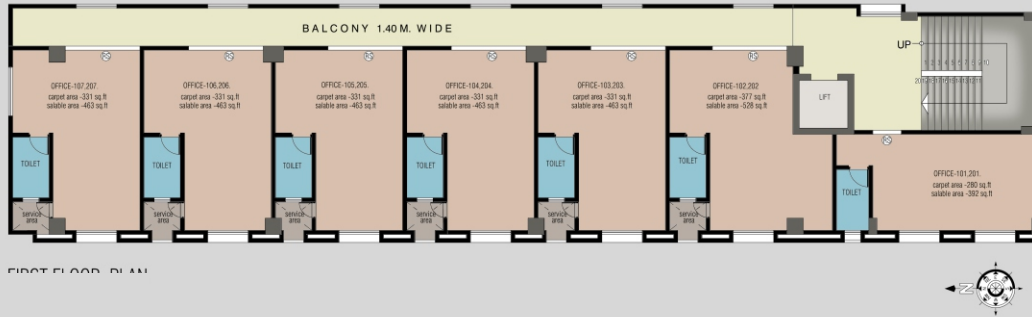 BALCONY 1.40 M. WIDE
UP
OFFICE-107,207.
carpet area -331 sq.ft
salable area -463 sq.ft
OFFICE-106,206.
carpet area -331 sq.ft
salable area -463 sq.ft
OFFICE-105,205.
carpet area -331 sq.ft
salable area -463 sq.ft
OFFICE-104,204.
carpet area -331 sq.ft
salable area -463 sq.ft
OFFICE-103,203.
carpet area -331 sq.ft
salable area -463 sq.ft
OFFICE-102,202
carpet area -377 sq.ft
salable area -528 sq.ft
LIFT
TOILET
TOILET
TOILET
TOILET
TOILET
TOILET
OFFICE-101,201.
carpet area -280 sq.ft
salable area -392 sq.ft
TOILET
service
area
service
area
service
area
service
area
service
area
service
area
FIRST FLOOR PLAN
N